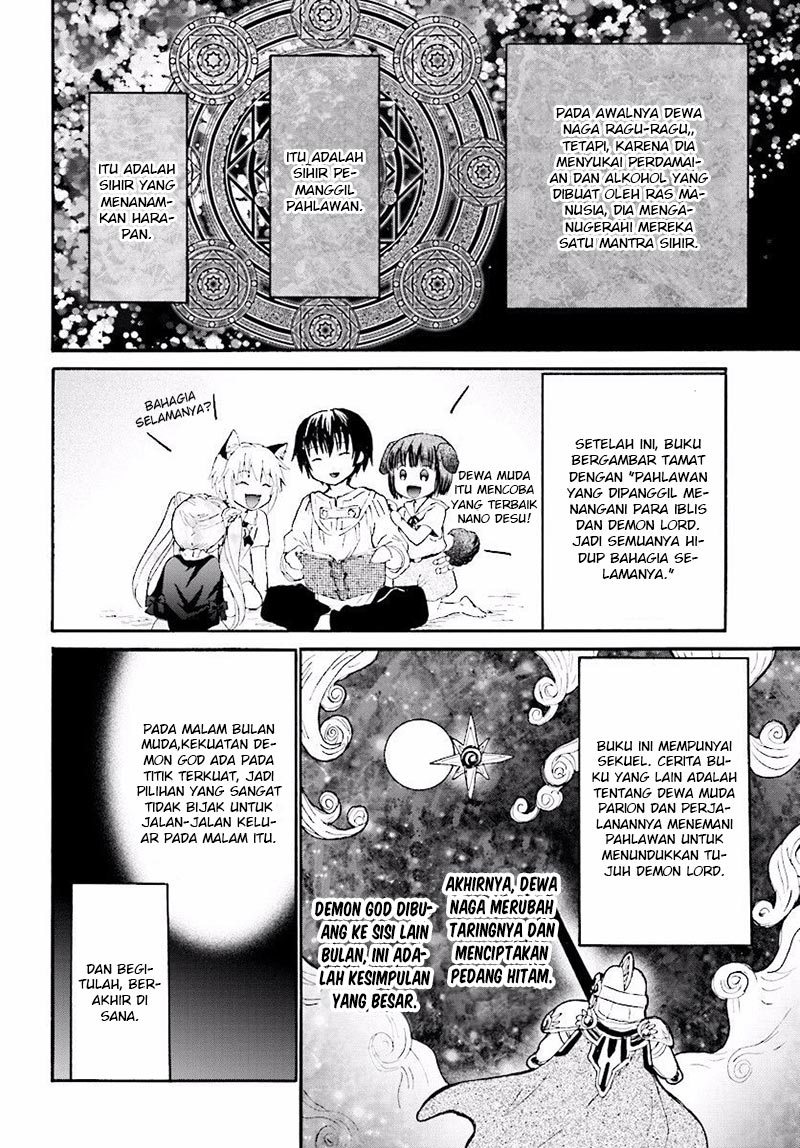 PADA AWALNYA DEWA
NAGA RAGU-RAGU,,
TETAPI, KARENA DIA
MENYUKAI PERDAMAI-
AN DAN ALKOHOL YANG
DIBUAT OLEH RAS MA-
NUSIA, DIA MENGA-
NUGERAHI MEREKA
SATU MANTRA SIHIR.
ITU ADALAH
SIHIR PE-
MANGGIL
PAHLAWAN.
ITU ADALAH
SIHIR YANG
MENANAM-
KAN HARA-
PAN.
SETELAH INI, BUKU
BERGAMBAR TAMAT
DENGAN "PAHLAWAN
YANG DIPANGGIL ME-
NANGANI PARA IBLIS
DAN DEMON LORD.
JADI SEMUANYA HI-
DUP BAHAGIA SE-
LAMANYA."
DEWA MUDA
ITU MENCOBA
YANG TERBAIK
NANO DESU!
BAHAGIA
SELAMANYA?
BUKU INI MEMPUNYAI
SEKUEL. CERITA BU-
KU YANG LAIN ADALAH
TENTANG DEWA MUDA
PARION DAN PERJA-
LANANNYA MENEMANI
PAHLAWAN UNTUK
MENUNDUKKAN TU-
JUH DEMON LORD.
AKHIRNYA, DEWA
NAGA MERUBAH
TARINGNYA DAN
MENCIPTAKAN
PEDANG HITAM.
DEMON GOD DIBU-
ANG KE SISI LAIN
BULAN, INI ADA-
LAH KESIMPULAN
YANG BESAR.
PADA MALAM BULAN
MUDA,KEKUATAN DE-
MON GOD ADA PADA
TITIK TERKUAT, JADI
PILIHAN YANG SANGAT
TIDAK BIJAK UNTUK
JALAN-JALAN KELU-
AR PADA MALAM ITU.
DAN BEGI-
TULAH, BER-
AKHIR DI
SANA.